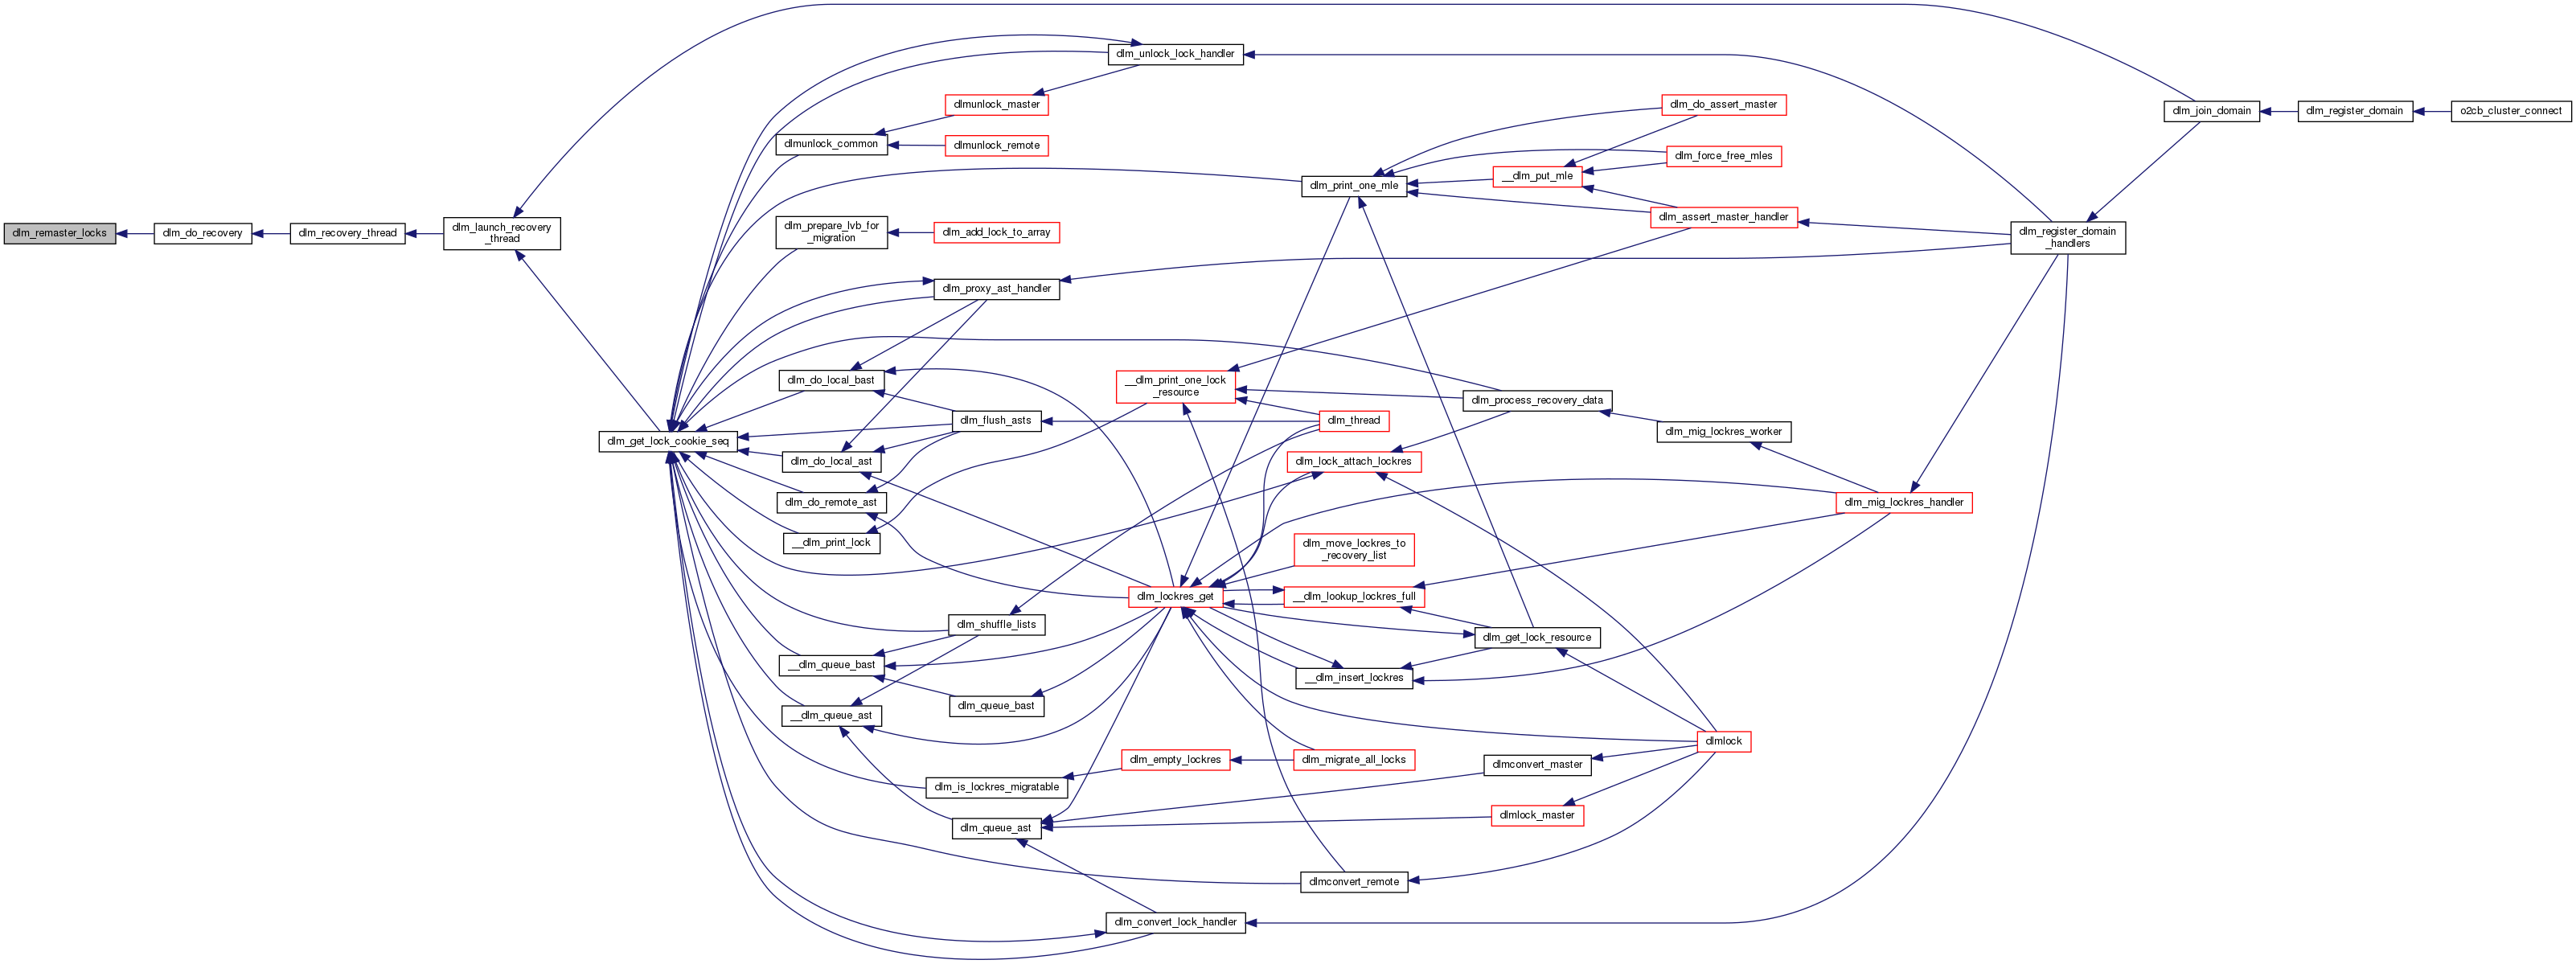 dlm_remaster_locks
dlm_do_recovery
dlm_recovery_thread
dlm_launch_recovery
_thread
dlm_get_lock_cookie_seq
dlm_unlock_lock_handler
dlmunlock_master
dlmunlock_common
dlmunlock_remote
dlm_prepare_lvb_for
_migration
dlm_add_lock_to_array
dlm_proxy_ast_handler
dlm_do_local_bast
dlm_flush_asts
dlm_do_local_ast
dlm_do_remote_ast
__dlm_print_lock
dlm_shuffle_lists
__dlm_queue_bast
dlm_queue_bast
__dlm_queue_ast
dlm_is_lockres_migratable
dlm_queue_ast
dlm_convert_lock_handler
__dlm_print_one_lock
_resource
dlm_lockres_get
dlm_empty_lockres
dlm_print_one_mle
dlm_thread
dlm_lock_attach_lockres
dlm_move_lockres_to
_recovery_list
__dlm_lookup_lockres_full
__dlm_insert_lockres
dlm_migrate_all_locks
dlmconvert_remote
__dlm_put_mle
dlm_process_recovery_data
dlm_get_lock_resource
dlmconvert_master
dlmlock_master
dlm_do_assert_master
dlm_force_free_mles
dlm_assert_master_handler
dlm_mig_lockres_worker
dlmlock
dlm_mig_lockres_handler
dlm_register_domain
_handlers
dlm_join_domain
dlm_register_domain
o2cb_cluster_connect